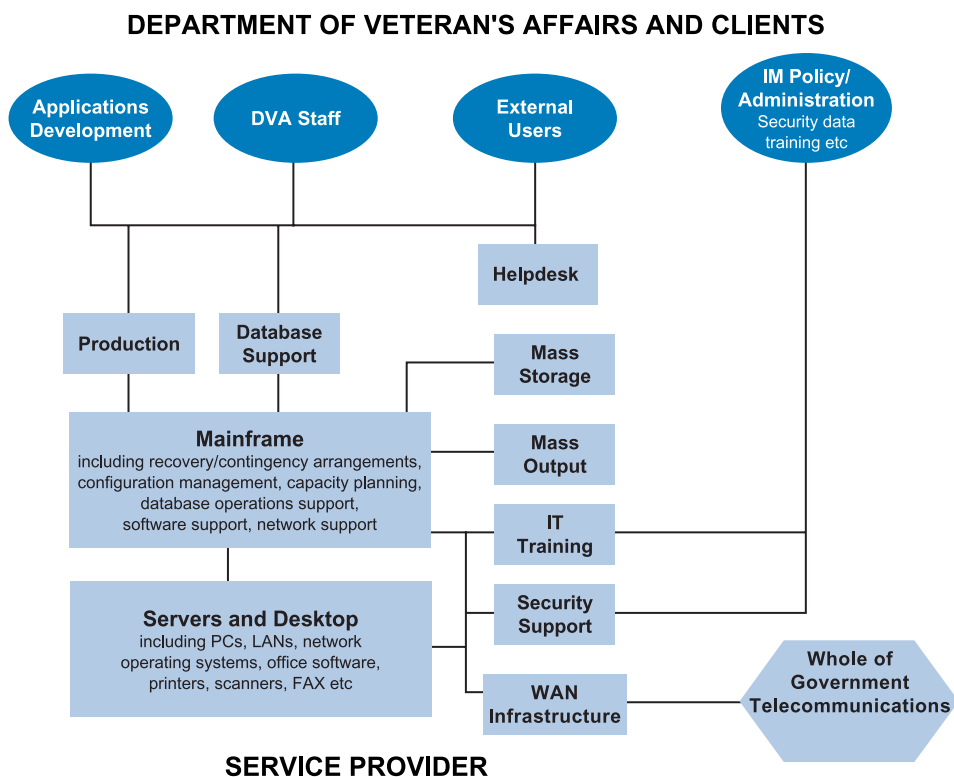 DEPARTMENT OF VETERAN'S AFFAIRS AND CLIENTS
Applications
Development
DVA Staff
External
Users
IM Policy/
Administration
Security data
training etc
Helpdesk
Production
Database
Support
Mass
Storage
Mainframe
including recovery/contingency arrangements,
configuration management, capacity planning,
database operations support,
software support, network support
Mass
Output
IT
Training
Servers and Desktop
including PCs, LANs, network
operating systems, office software,
printers, scanners, FAX etc
Security
Support
WAN
Infrastructure
Whole of
Government
Telecommunications
SERVICE PROVIDER